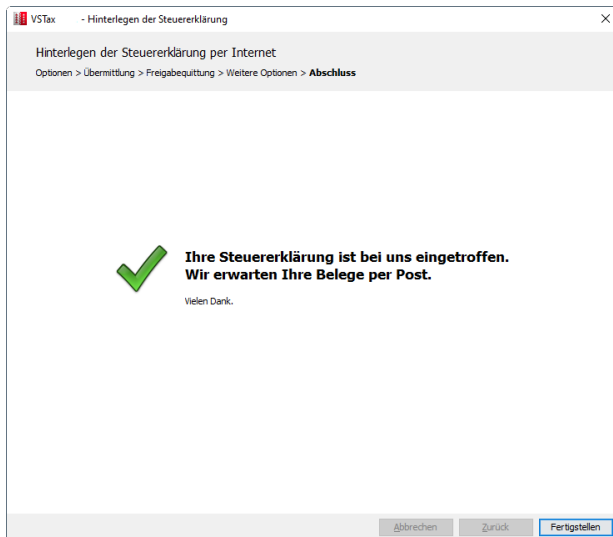 VSTax - Hinterlegen der Steuererklärung
Hinterlegen der Steuererklärung per Internet
Optionen > Übermittlung > Freigabequittung > Weitere Optionen > Abschluss
Ihre Steuererklärung ist bei uns eingetroffen.
Wir erwarten Ihre Belege per Post.
Vielen Dank.
Abbrechen Zurück Fertigstellen